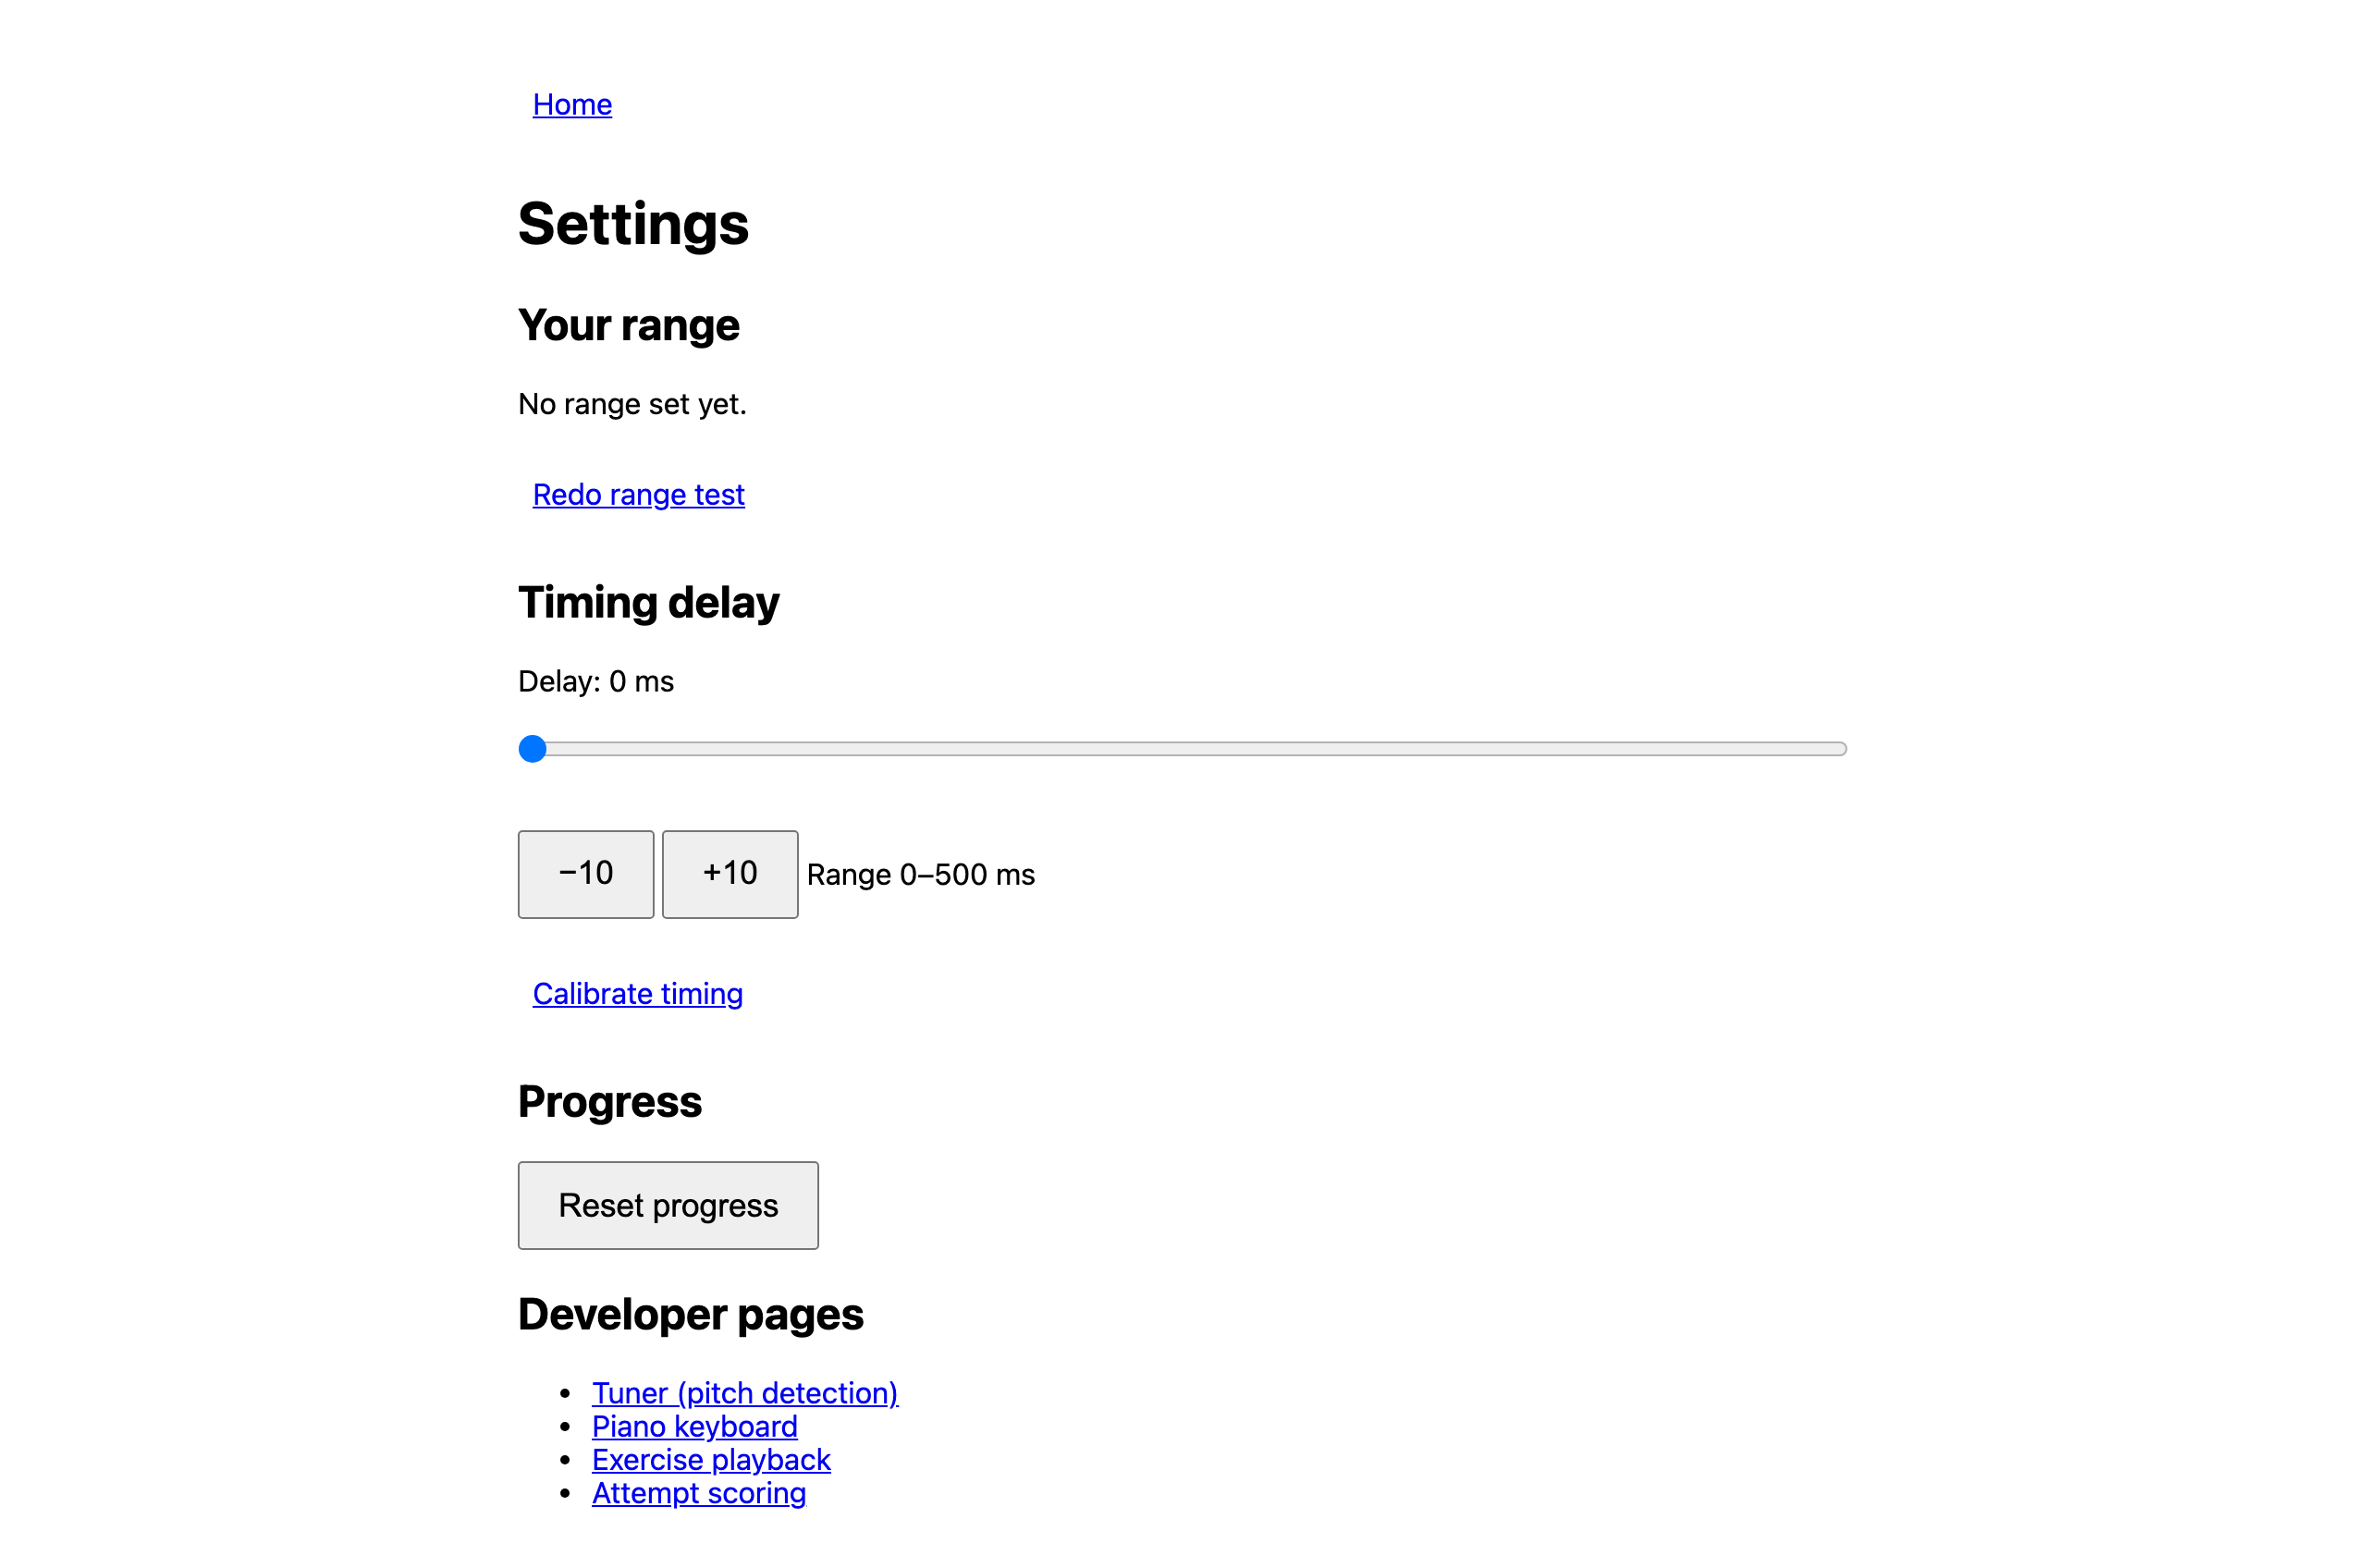 Home
Settings
Your range
No range set yet.
Redo range test
Timing delay
Delay: 0 ms
−10 +10 Range 0–500 ms
Calibrate timing
Progress
Reset progress
Developer pages
• Tuner (pitch detection)
• Piano keyboard
• Exercise playback
• Attempt scoring